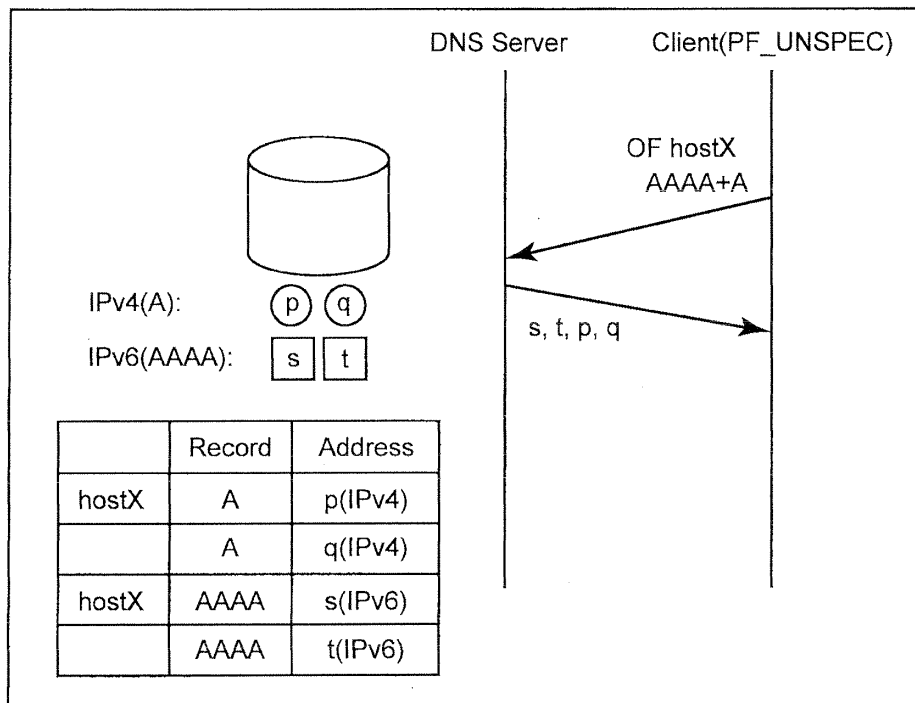 DNS Server Client(PF_UNSPEC)
OF hostX
AAAA+A
IPv4(A): p q
IPv6(AAAA): s t
s, t, p, q
Record Address
hostX A p(IPv4)
A q(IPv4)
hostX AAAA s(IPv6)
AAAA t(IPv6)